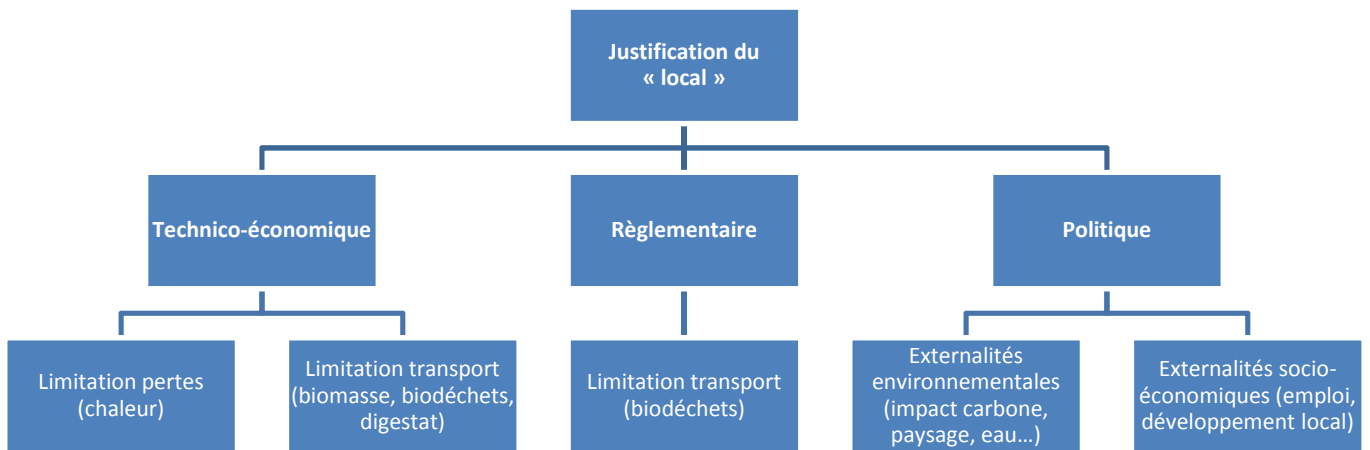 Justification du
« local »
Technico-économique
Règlementaire
Politique
Limitation pertes
(chaleur)
Limitation transport
(biomasse, biodéchets,
digestat)
Limitation transport
(biodéchets)
Externalités
environnementales
(impact carbone,
paysage, eau…)
Externalités socio-
économiques (emploi,
développement local)